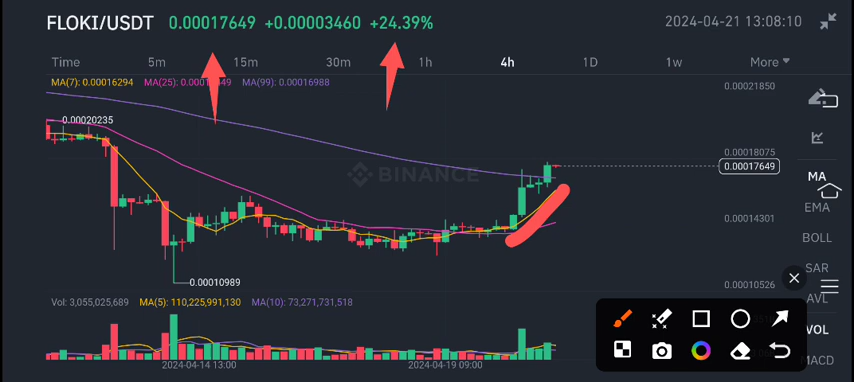 FLOKI/USDT 0.00017649 +0.00003460 +24.39% 2024-04-21 13:08:10
Time 5m 15m 30m 1h 4h 1D 1w More
MA(7): 0.00016294 MA(25): MA(99): 0.00016988
0.00021850
0.00020235
0.00018075
0.00017649
BINANCE
MA
EMA
0.00014301
BOLL
SAR
0.00010989
0.00010526
AVL
Vol: 3,055,025,689 MA(5): 110,225,991,130 MA(10): 73,271,731,518
VOL
MACD
2024-04-14 13:00 2024-04-19 09:00